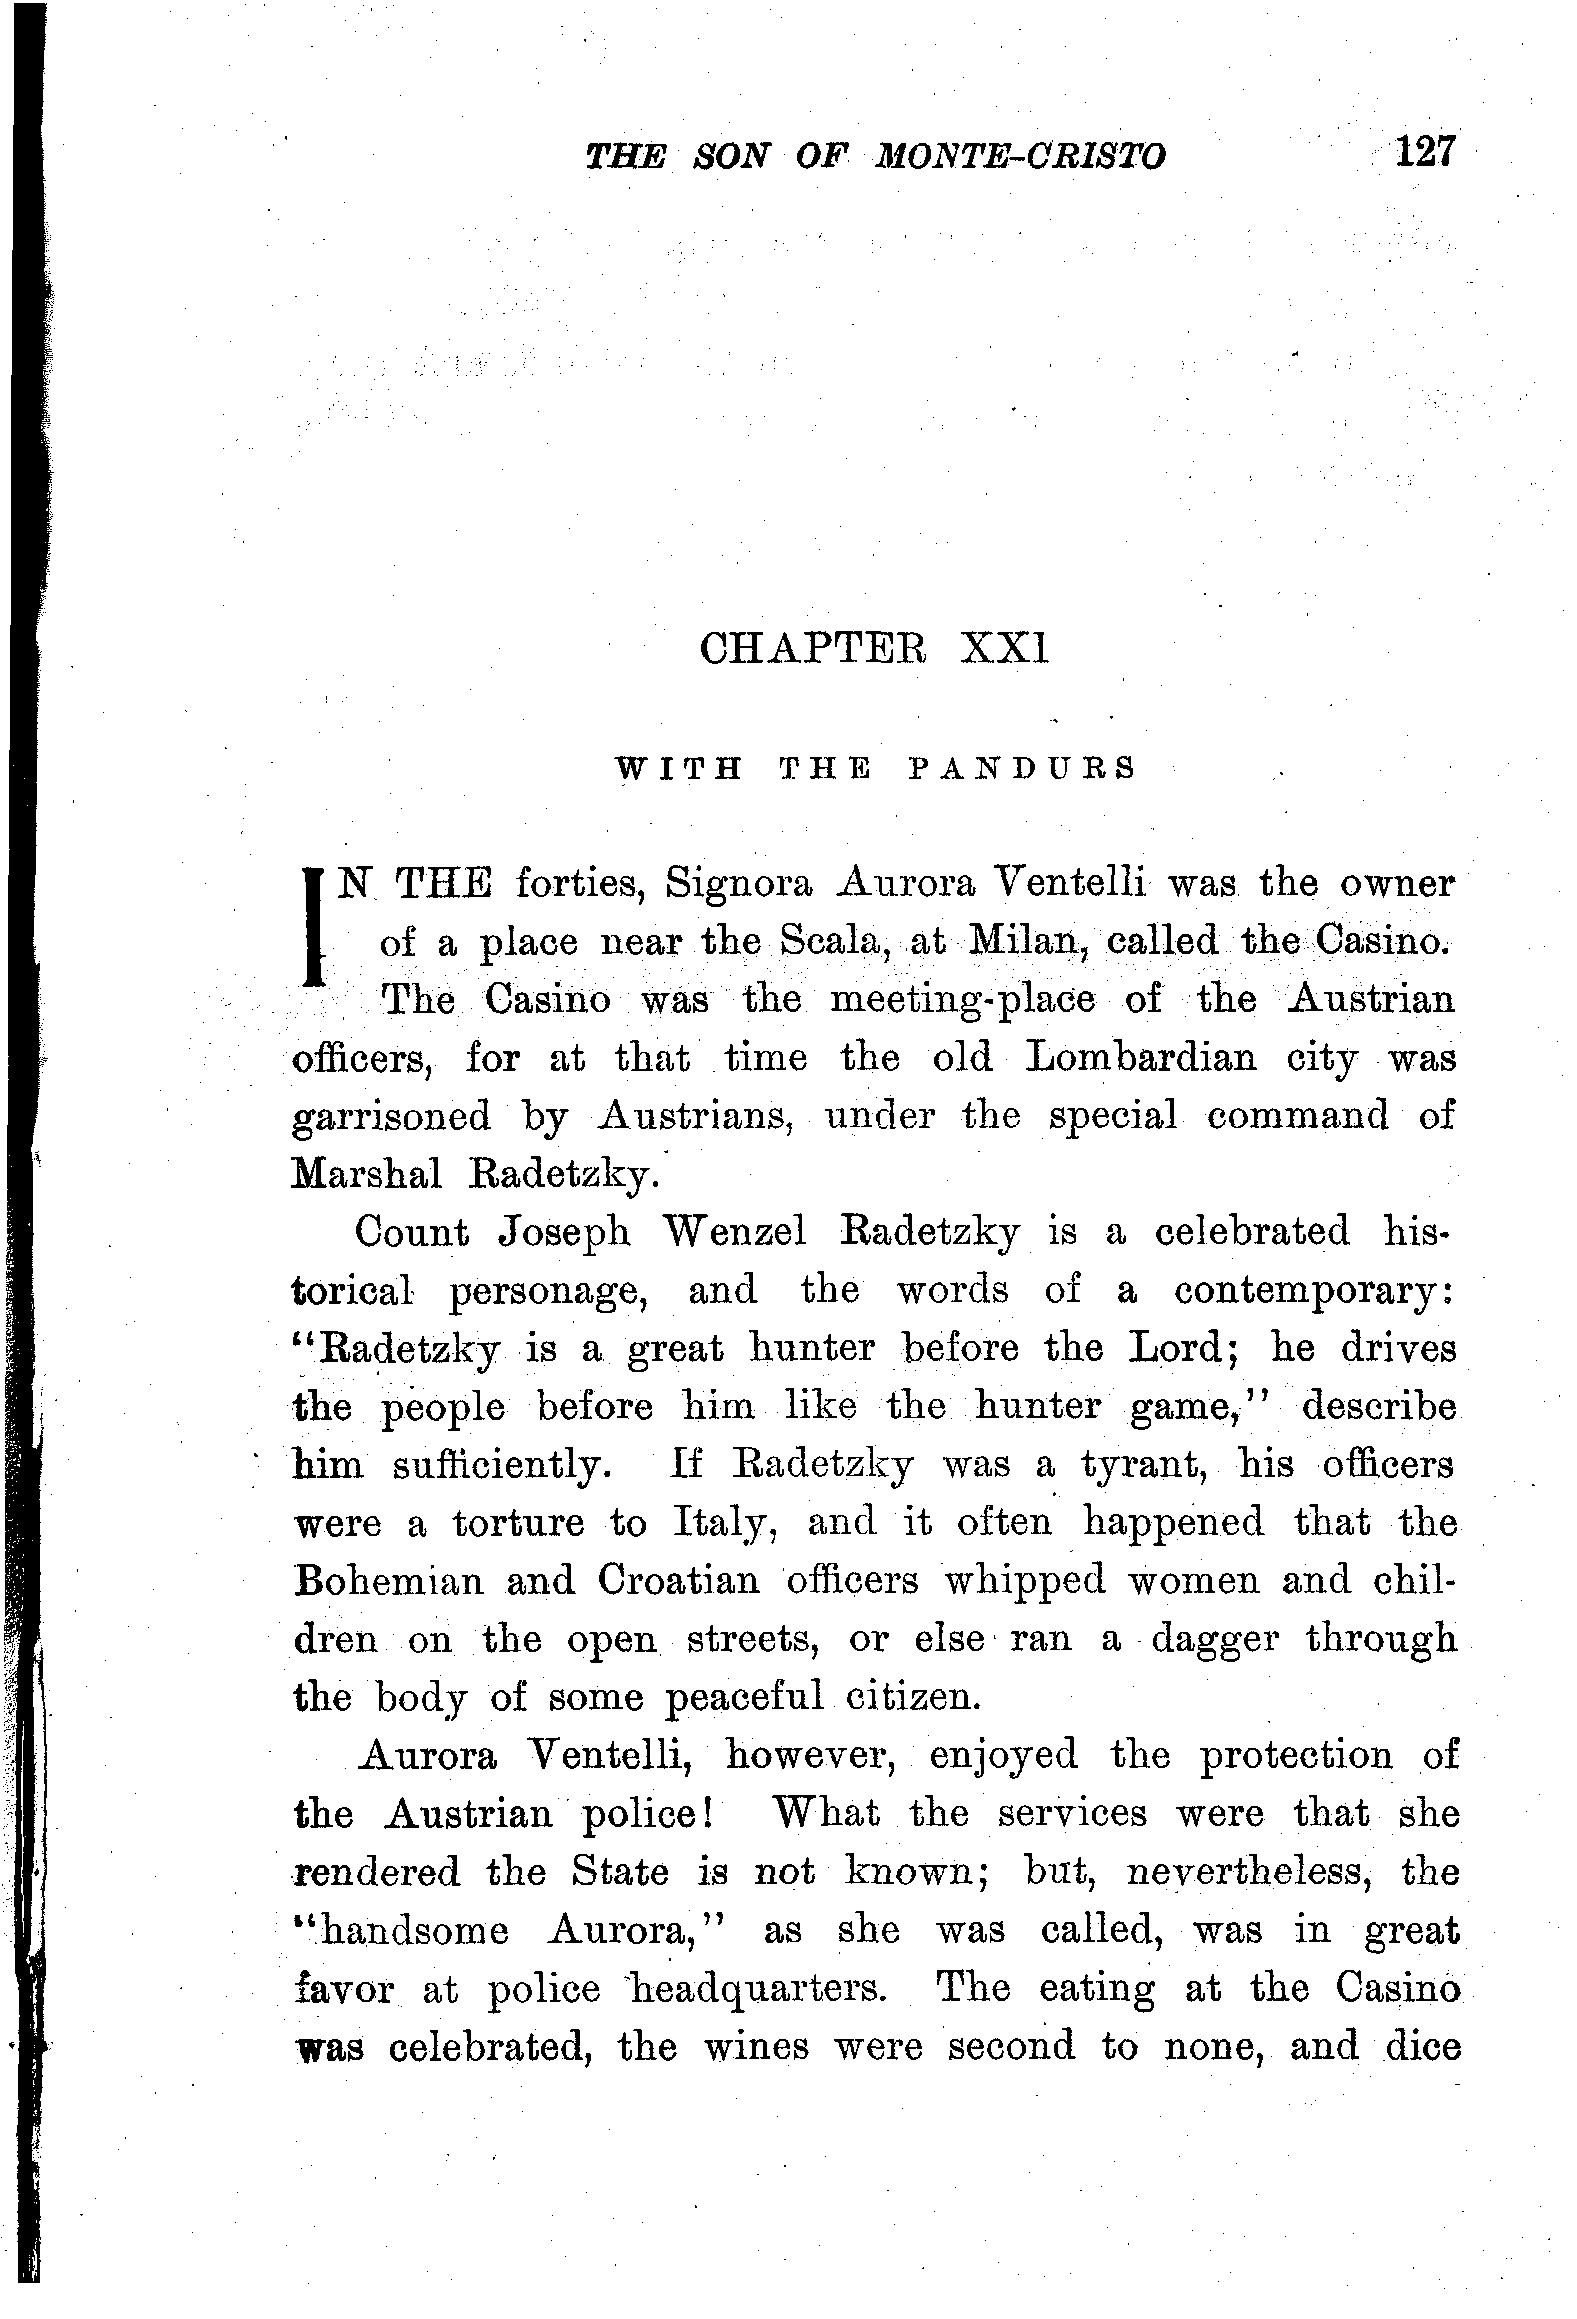 THE SON OF MONTE-CRISTO 127
CHAPTER XXI
WITH THE PANDURS
IN THE forties, Signora Aurora Ventelli was the owner
of a place near the Scala, at Milan, called the Casino.
The Casino was the meeting-place of the Austrian
officers, for at that time the old Lombardian city was
garrisoned by Austrians, under the special command of
Marshal Radetzky.
Count Joseph Wenzel Radetzky is a celebrated his-
torical personage, and the words of a contemporary:
"Radetzky is a great hunter before the Lord; he drives
the people before him like the hunter game," describe
him sufficiently. If Radetzky was a tyrant, his officers
were a torture to Italy, and it often happened that the
Bohemian and Croatian officers whipped women and chil-
dren on the open streets, or else ran a dagger through
the body of some peaceful citizen.
Aurora Ventelli, however, enjoyed the protection of
the Austrian police! What the services were that she
rendered the State is not known; but, nevertheless, the
"handsome Aurora," as she was called, was in great
favor at police headquarters. The eating at the Casino
was celebrated, the wines were second to none, and dice